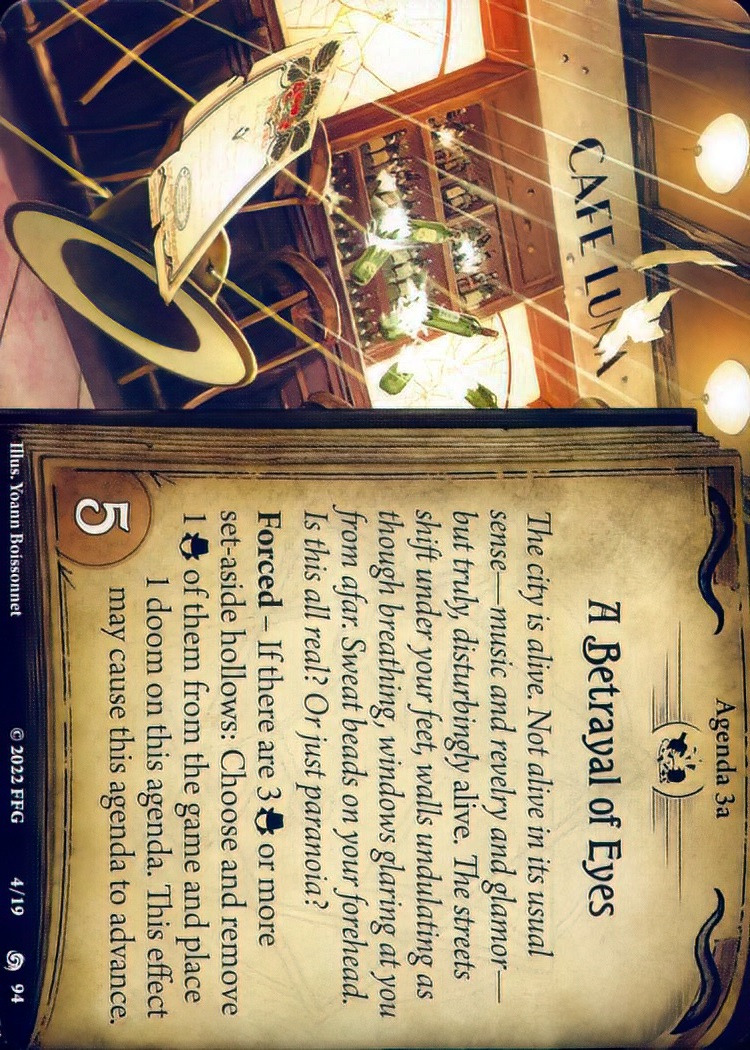 CAFE LUNA
Agenda 3a
A Betrayal of Eyes
The city is alive. Not alive in its usual
sense—music and revelry and glamor—
but truly, disturbingly alive. The streets
shift under your feet, walls undulating as
though breathing, windows glaring at you
from afar. Sweat beads on your forehead.
Is this all real? Or just paranoia?
Forced – If there are 3 or more
set-aside hollows: Choose and remove
1 of them from the game and place
1 doom on this agenda. This effect
may cause this agenda to advance.
5
Illus. Yoann Boissonnet
© 2022 FFG
4/19
94